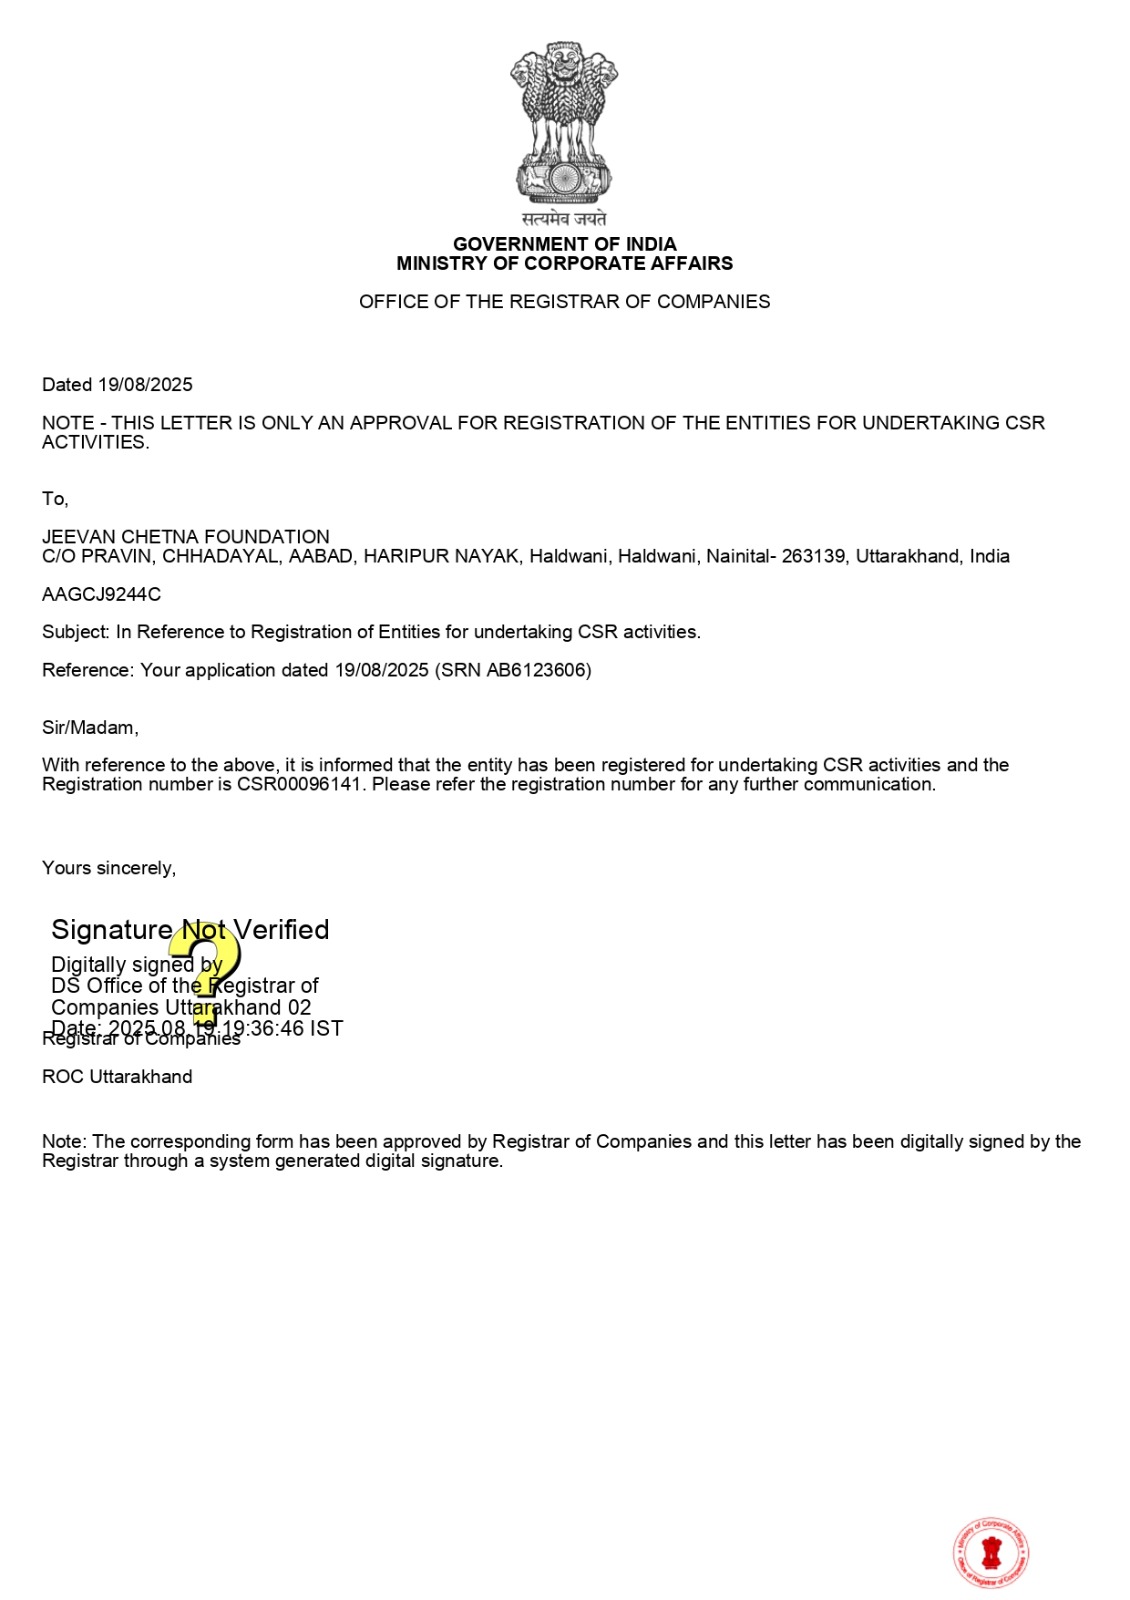 सत्यमेव जयते
GOVERNMENT OF INDIA
MINISTRY OF CORPORATE AFFAIRS
OFFICE OF THE REGISTRAR OF COMPANIES
Dated 19/08/2025
NOTE - THIS LETTER IS ONLY AN APPROVAL FOR REGISTRATION OF THE ENTITIES FOR UNDERTAKING CSR
ACTIVITIES.
To,
JEEVAN CHETNA FOUNDATION
C/O PRAVIN, CHHADAYAL, AABAD, HARIPUR NAYAK, Haldwani, Haldwani, Nainital- 263139, Uttarakhand, India
AAGCJ9244C
Subject: In Reference to Registration of Entities for undertaking CSR activities.
Reference: Your application dated 19/08/2025 (SRN AB6123606)
Sir/Madam,
With reference to the above, it is informed that the entity has been registered for undertaking CSR activities and the
Registration number is CSR00096141. Please refer the registration number for any further communication.
Yours sincerely,
Signature Not Verified
Digitally signed by
DS Office of the Registrar of
Companies Uttarakhand 02
Date: 2025.08.19 19:36:46 IST
Registrar of Companies
ROC Uttarakhand
Note: The corresponding form has been approved by Registrar of Companies and this letter has been digitally signed by the
Registrar through a system generated digital signature.
Ministry of Corporate Affairs
Office of Registrar of Companies